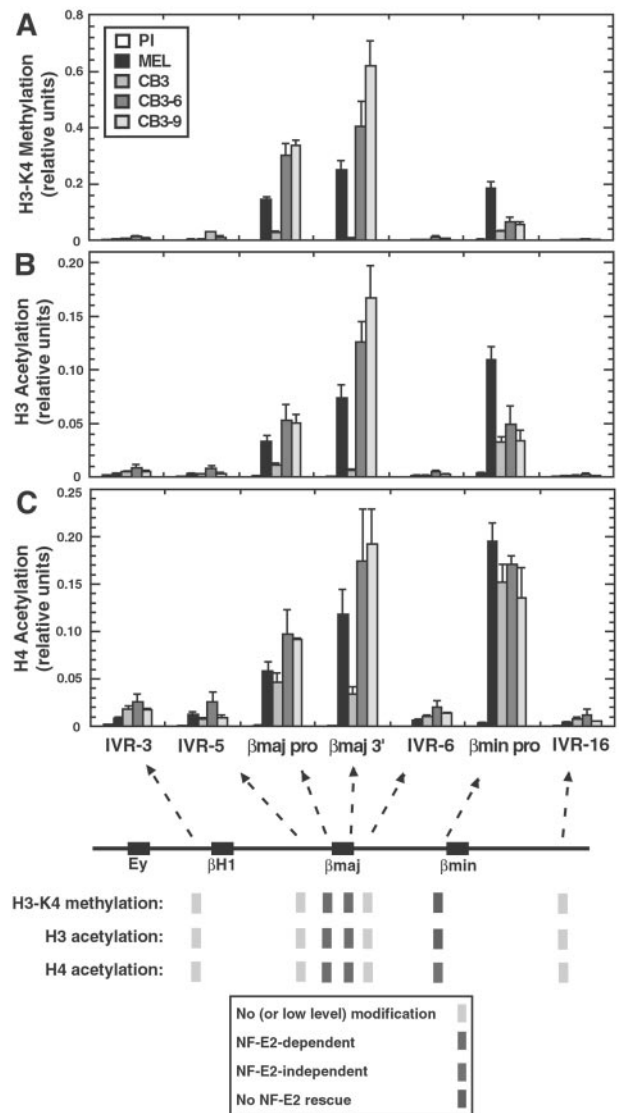 A
PI
MEL
CB3
CB3-6
CB3-9
H3-K4 Methylation
(relative units)
0.8
0.6
0.4
0.2
0
B
H3 Acetylation
(relative units)
0.20
0.15
0.10
0.05
0
C
H4 Acetylation
(relative units)
0.25
0.20
0.15
0.10
0.05
0
IVR-3 IVR-5 βmaj pro βmaj 3' IVR-6 βmin pro IVR-16
Ey βH1 βmaj βmin
H3-K4 methylation:
H3 acetylation:
H4 acetylation:
No (or low level) modification
NF-E2-dependent
NF-E2-independent
No NF-E2 rescue